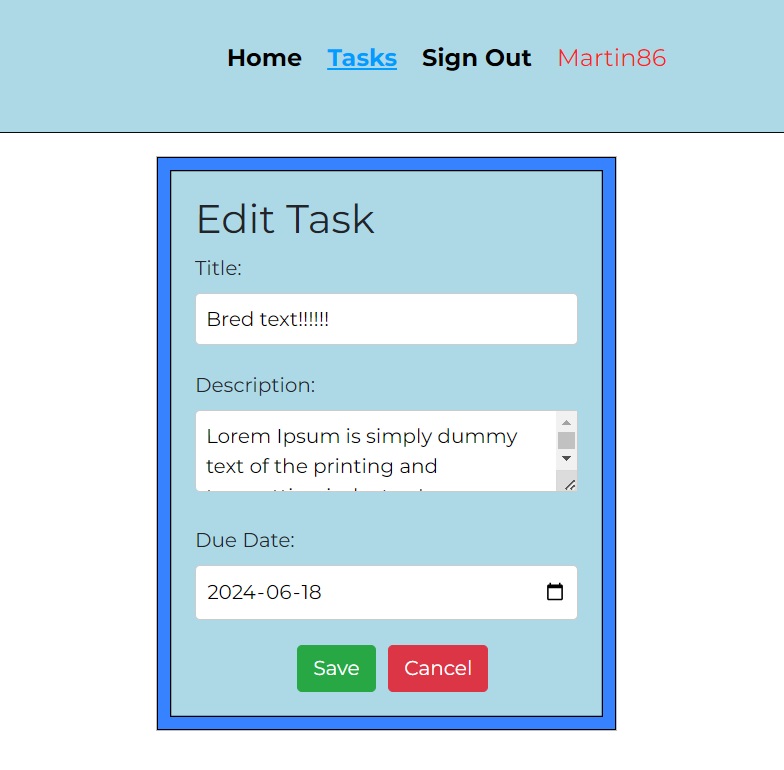 Home Tasks Sign Out Martin86
Edit Task
Title:
Bred text!!!!!!
Description:
Lorem Ipsum is simply dummy
text of the printing and
Due Date:
2024-06-18
Save Cancel